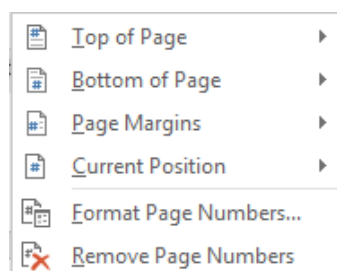 Top of Page
Bottom of Page
Page Margins
Current Position
Format Page Numbers...
Remove Page Numbers